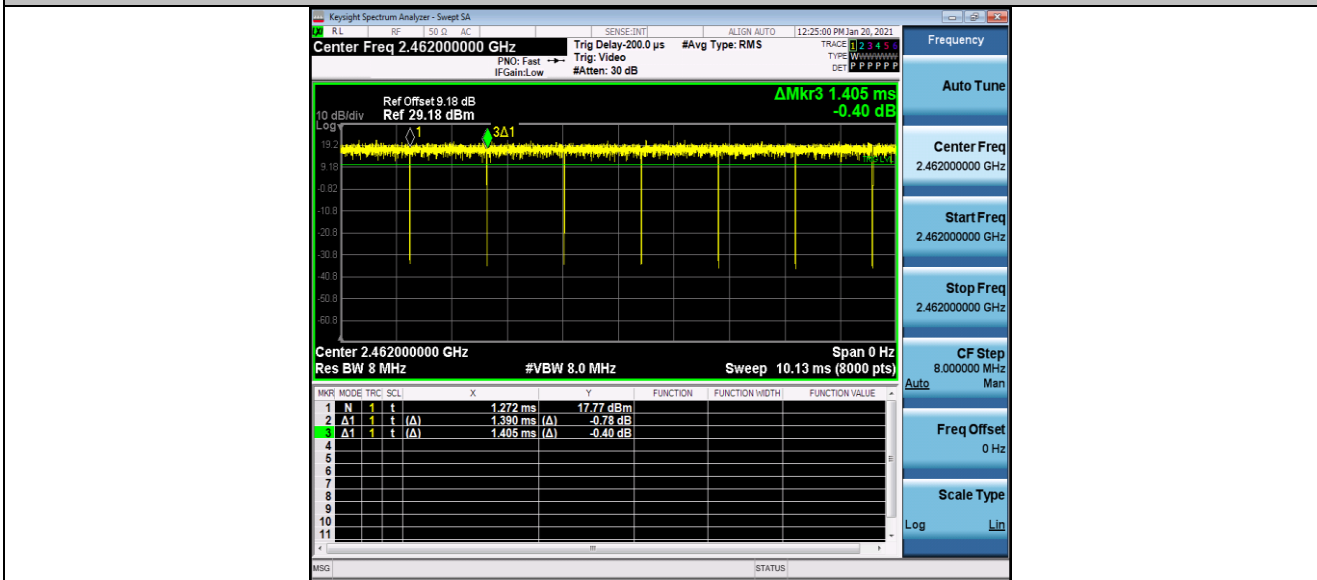 Keysight Spectrum Analyzer - Swept SA
RL RF 50 Ω AC SENSE:INT ALIGN AUTO 12:25:00 PM Jan 20, 2021
Center Freq 2.462000000 GHz
Trig Delay-200.0 µs #Avg Type: RMS
TRACE 1 2 3 4 5 6
PNO: Fast Trig: Video
TYPE WWWWWW
IFGain:Low #Atten: 30 dB
DET P P P P P P
ΔMkr3 1.405 ms
-0.40 dB
Ref Offset 9.18 dB
10 dB/div Ref 29.18 dBm
Log
1 3Δ1
19.2
9.18
-0.82
-10.8
-20.8
-30.8
-40.8
-50.8
-60.8
Center 2.462000000 GHz Span 0 Hz
Res BW 8 MHz #VBW 8.0 MHz Sweep 10.13 ms (8000 pts)
MKR MODE TRC SCL X Y FUNCTION FUNCTION WIDTH FUNCTION VALUE
1 N 1 t 1.272 ms 17.77 dBm
2 Δ1 1 t (Δ) 1.390 ms (Δ) -0.78 dB
3 Δ1 1 t (Δ) 1.405 ms (Δ) -0.40 dB
4
5
6
7
8
9
10
11
MSG STATUS
Frequency
Auto Tune
Center Freq
2.462000000 GHz
Start Freq
2.462000000 GHz
Stop Freq
2.462000000 GHz
CF Step
8.000000 MHz
Auto Man
Freq Offset
0 Hz
Scale Type
Log Lin